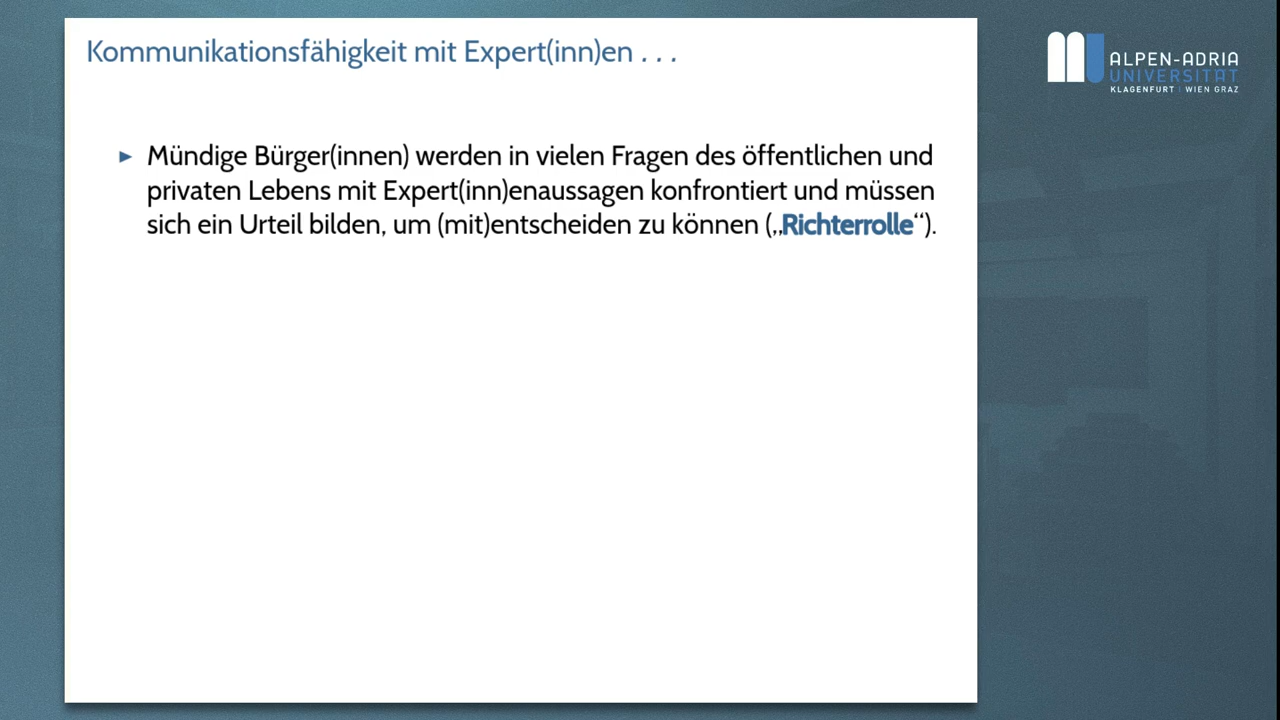 Kommunikationsfähigkeit mit Expert(inn)en . . .
► Mündige Bürger(innen) werden in vielen Fragen des öffentlichen und
privaten Lebens mit Expert(inn)enaussagen konfrontiert und müssen
sich ein Urteil bilden, um (mit)entscheiden zu können („Richterrolle“).
ALPEN-ADRIA
UNIVERSITÄT
KLAGENFURT | WIEN GRAZ